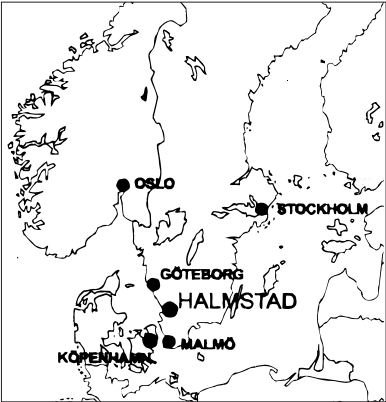 OSLO
STOCKHOLM
GÖTEBORG
HALMSTAD
MALMÖ
KÖPENHAMN